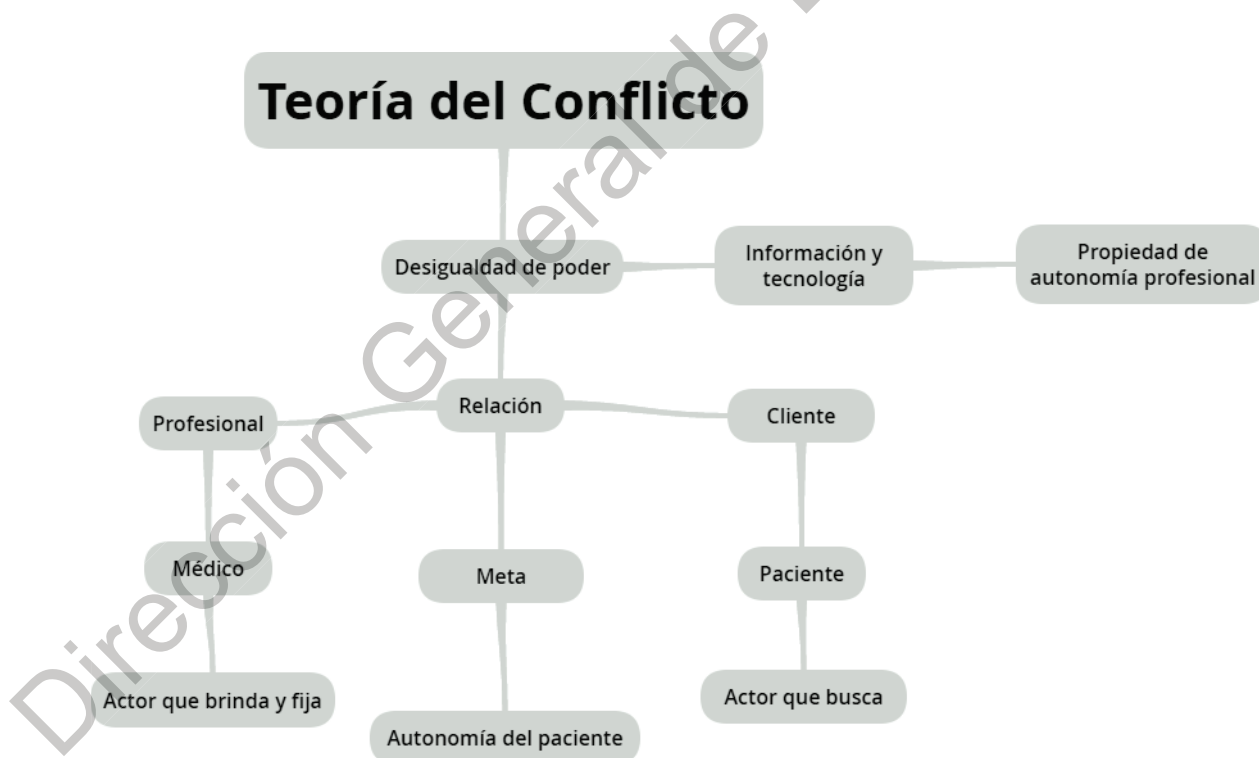 Teoría del Conflicto
Desigualdad de poder
Información y
tecnología
Propiedad de
autonomía profesional
Profesional
Relación
Cliente
Médico
Meta
Paciente
Actor que brinda y fija
Autonomía del paciente
Actor que busca
Dirección General de